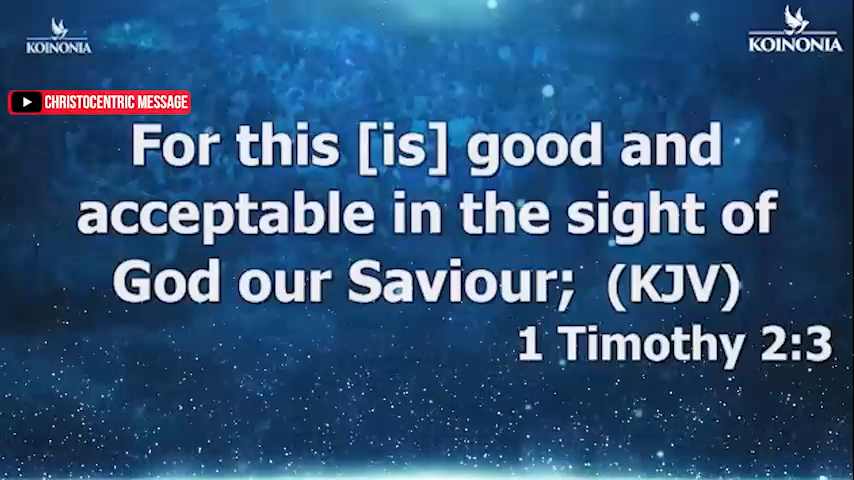 KOINONIA
KOINONIA
CHRISTOCENTRIC MESSAGE
For this [is] good and
acceptable in the sight of
God our Saviour; (KJV)
1 Timothy 2:3